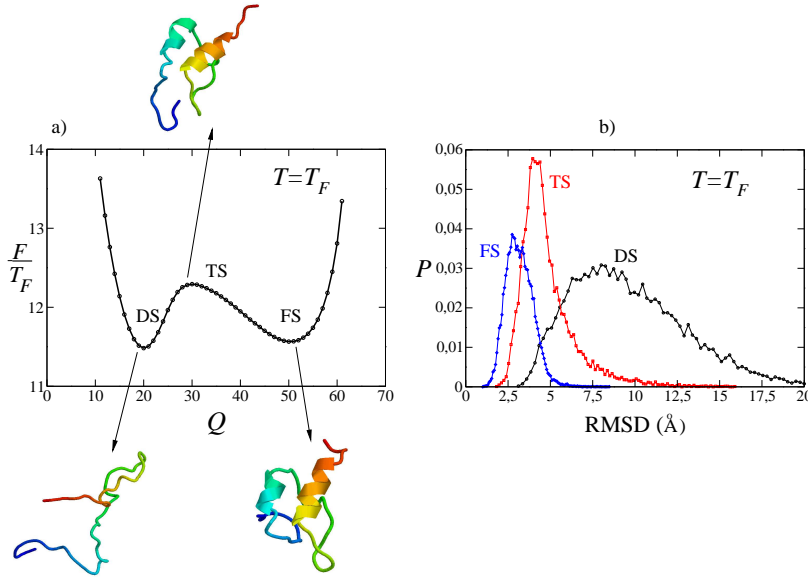 a)
b)
14
13
12
11
F
T_F
T=T_F
DS
TS
FS
0 10 20 30 40 50 60 70
Q
0,06
0,05
0,04
0,03
0,02
0,01
0
P
T=T_F
TS
FS
DS
0 2,5 5 7,5 10 12,5 15 17,5 20
RMSD (Å)